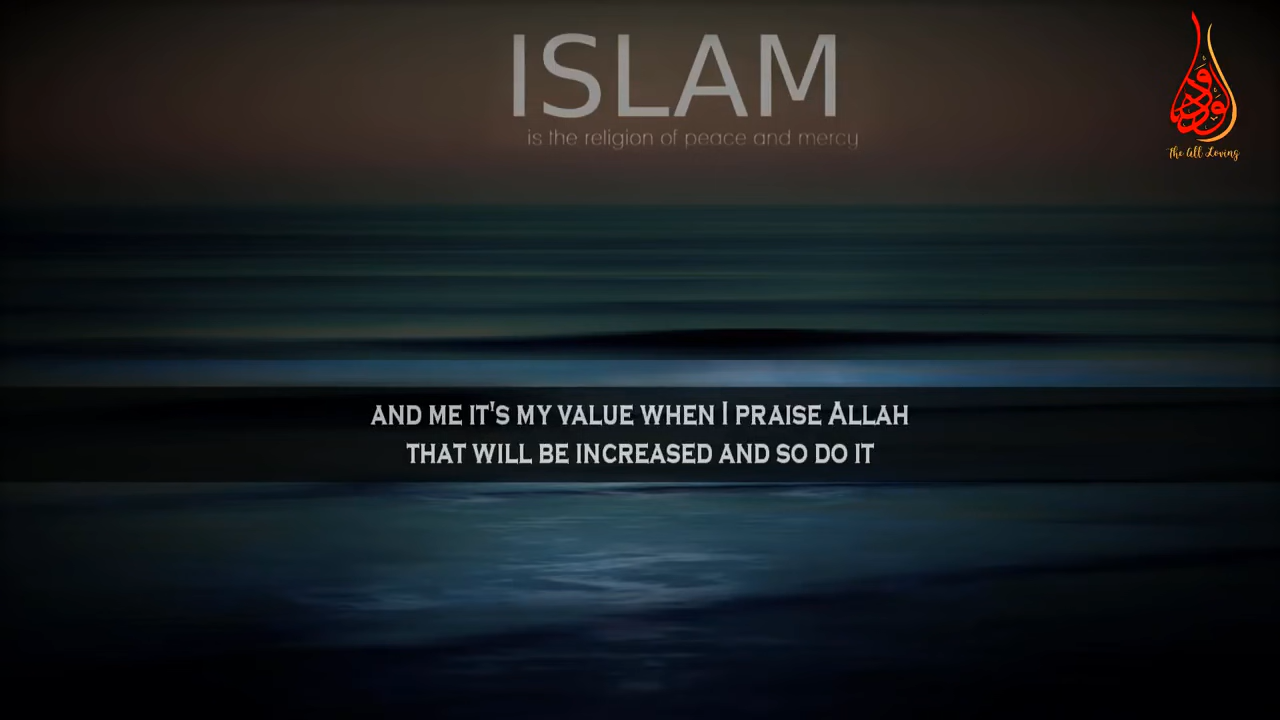 ISLAM
is the religion of peace and mercy
الودود
The All Loving
AND ME IT'S MY VALUE WHEN I PRAISE ALLAH
THAT WILL BE INCREASED AND SO DO IT